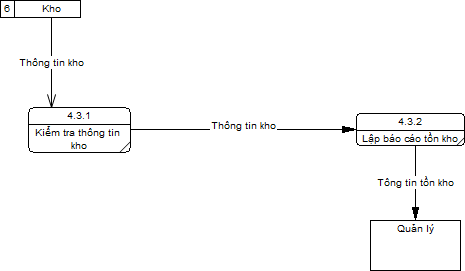 6 Kho
Thông tin kho
4.3.1
Kiểm tra thông tin
kho
Thông tin kho
4.3.2
Lập báo cáo tồn kho
Tông tin tồn kho
Quản lý